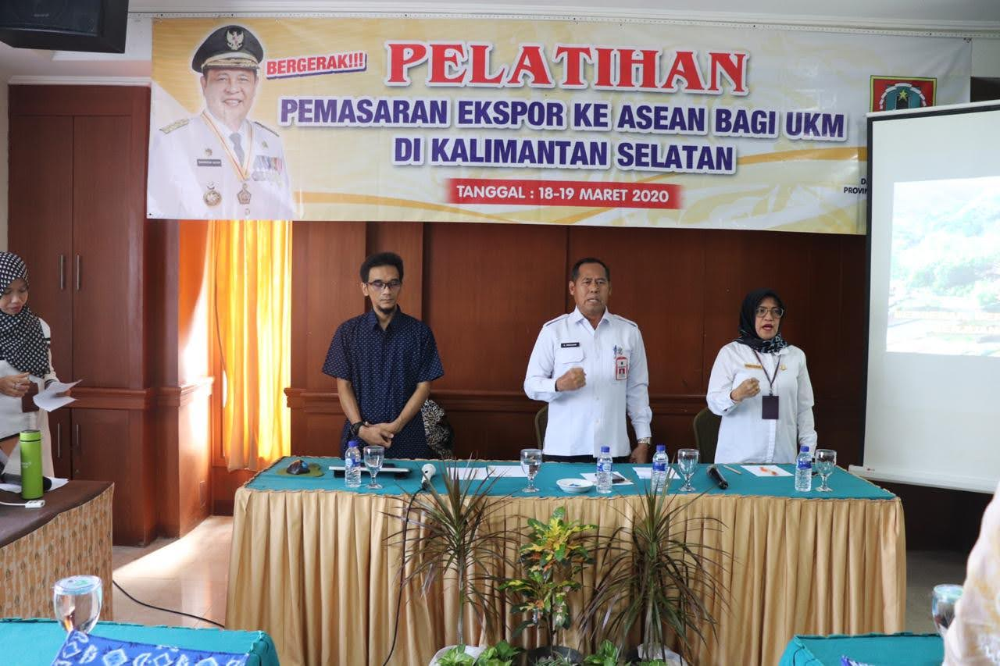 BERGERAK!!!
PELATIHAN
PEMASARAN EKSPOR KE ASEAN BAGI UKM
DI KALIMANTAN SELATAN
TANGGAL : 18-19 MARET 2020